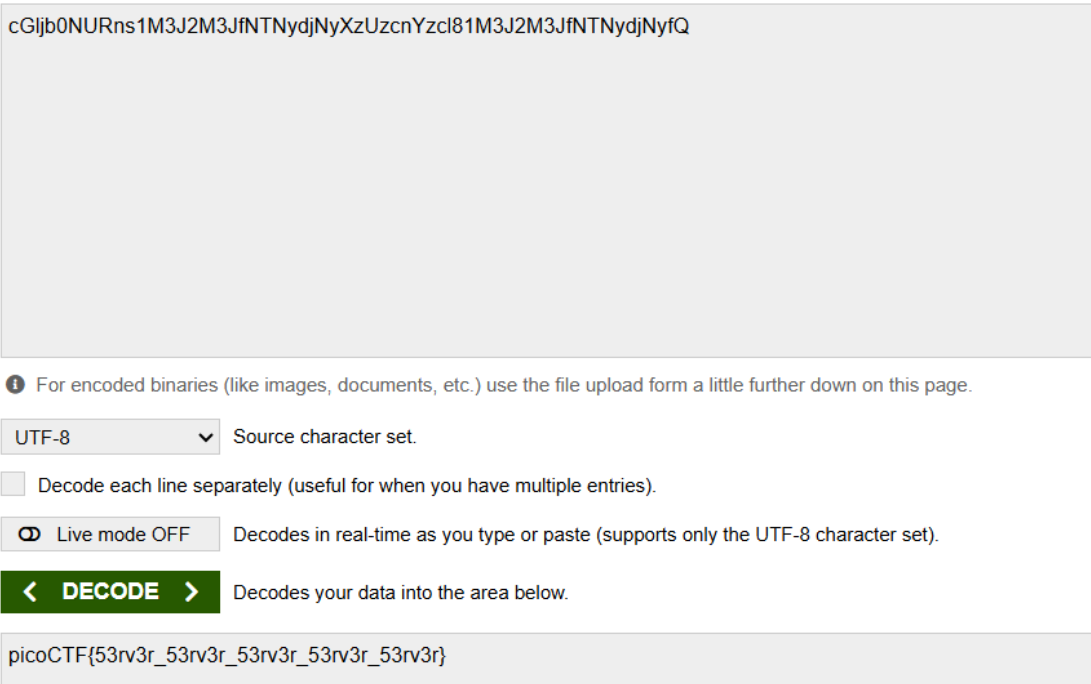 cGljb0NURns1M3J2M3JfNTNydjNyXzUzcnYzcl81M3J2M3JfNTNydjNyfQ
For encoded binaries (like images, documents, etc.) use the file upload form a little further down on this page.
UTF-8 Source character set.
Decode each line separately (useful for when you have multiple entries).
Live mode OFF Decodes in real-time as you type or paste (supports only the UTF-8 character set).
< DECODE > Decodes your data into the area below.
picoCTF{53rv3r_53rv3r_53rv3r_53rv3r_53rv3r}